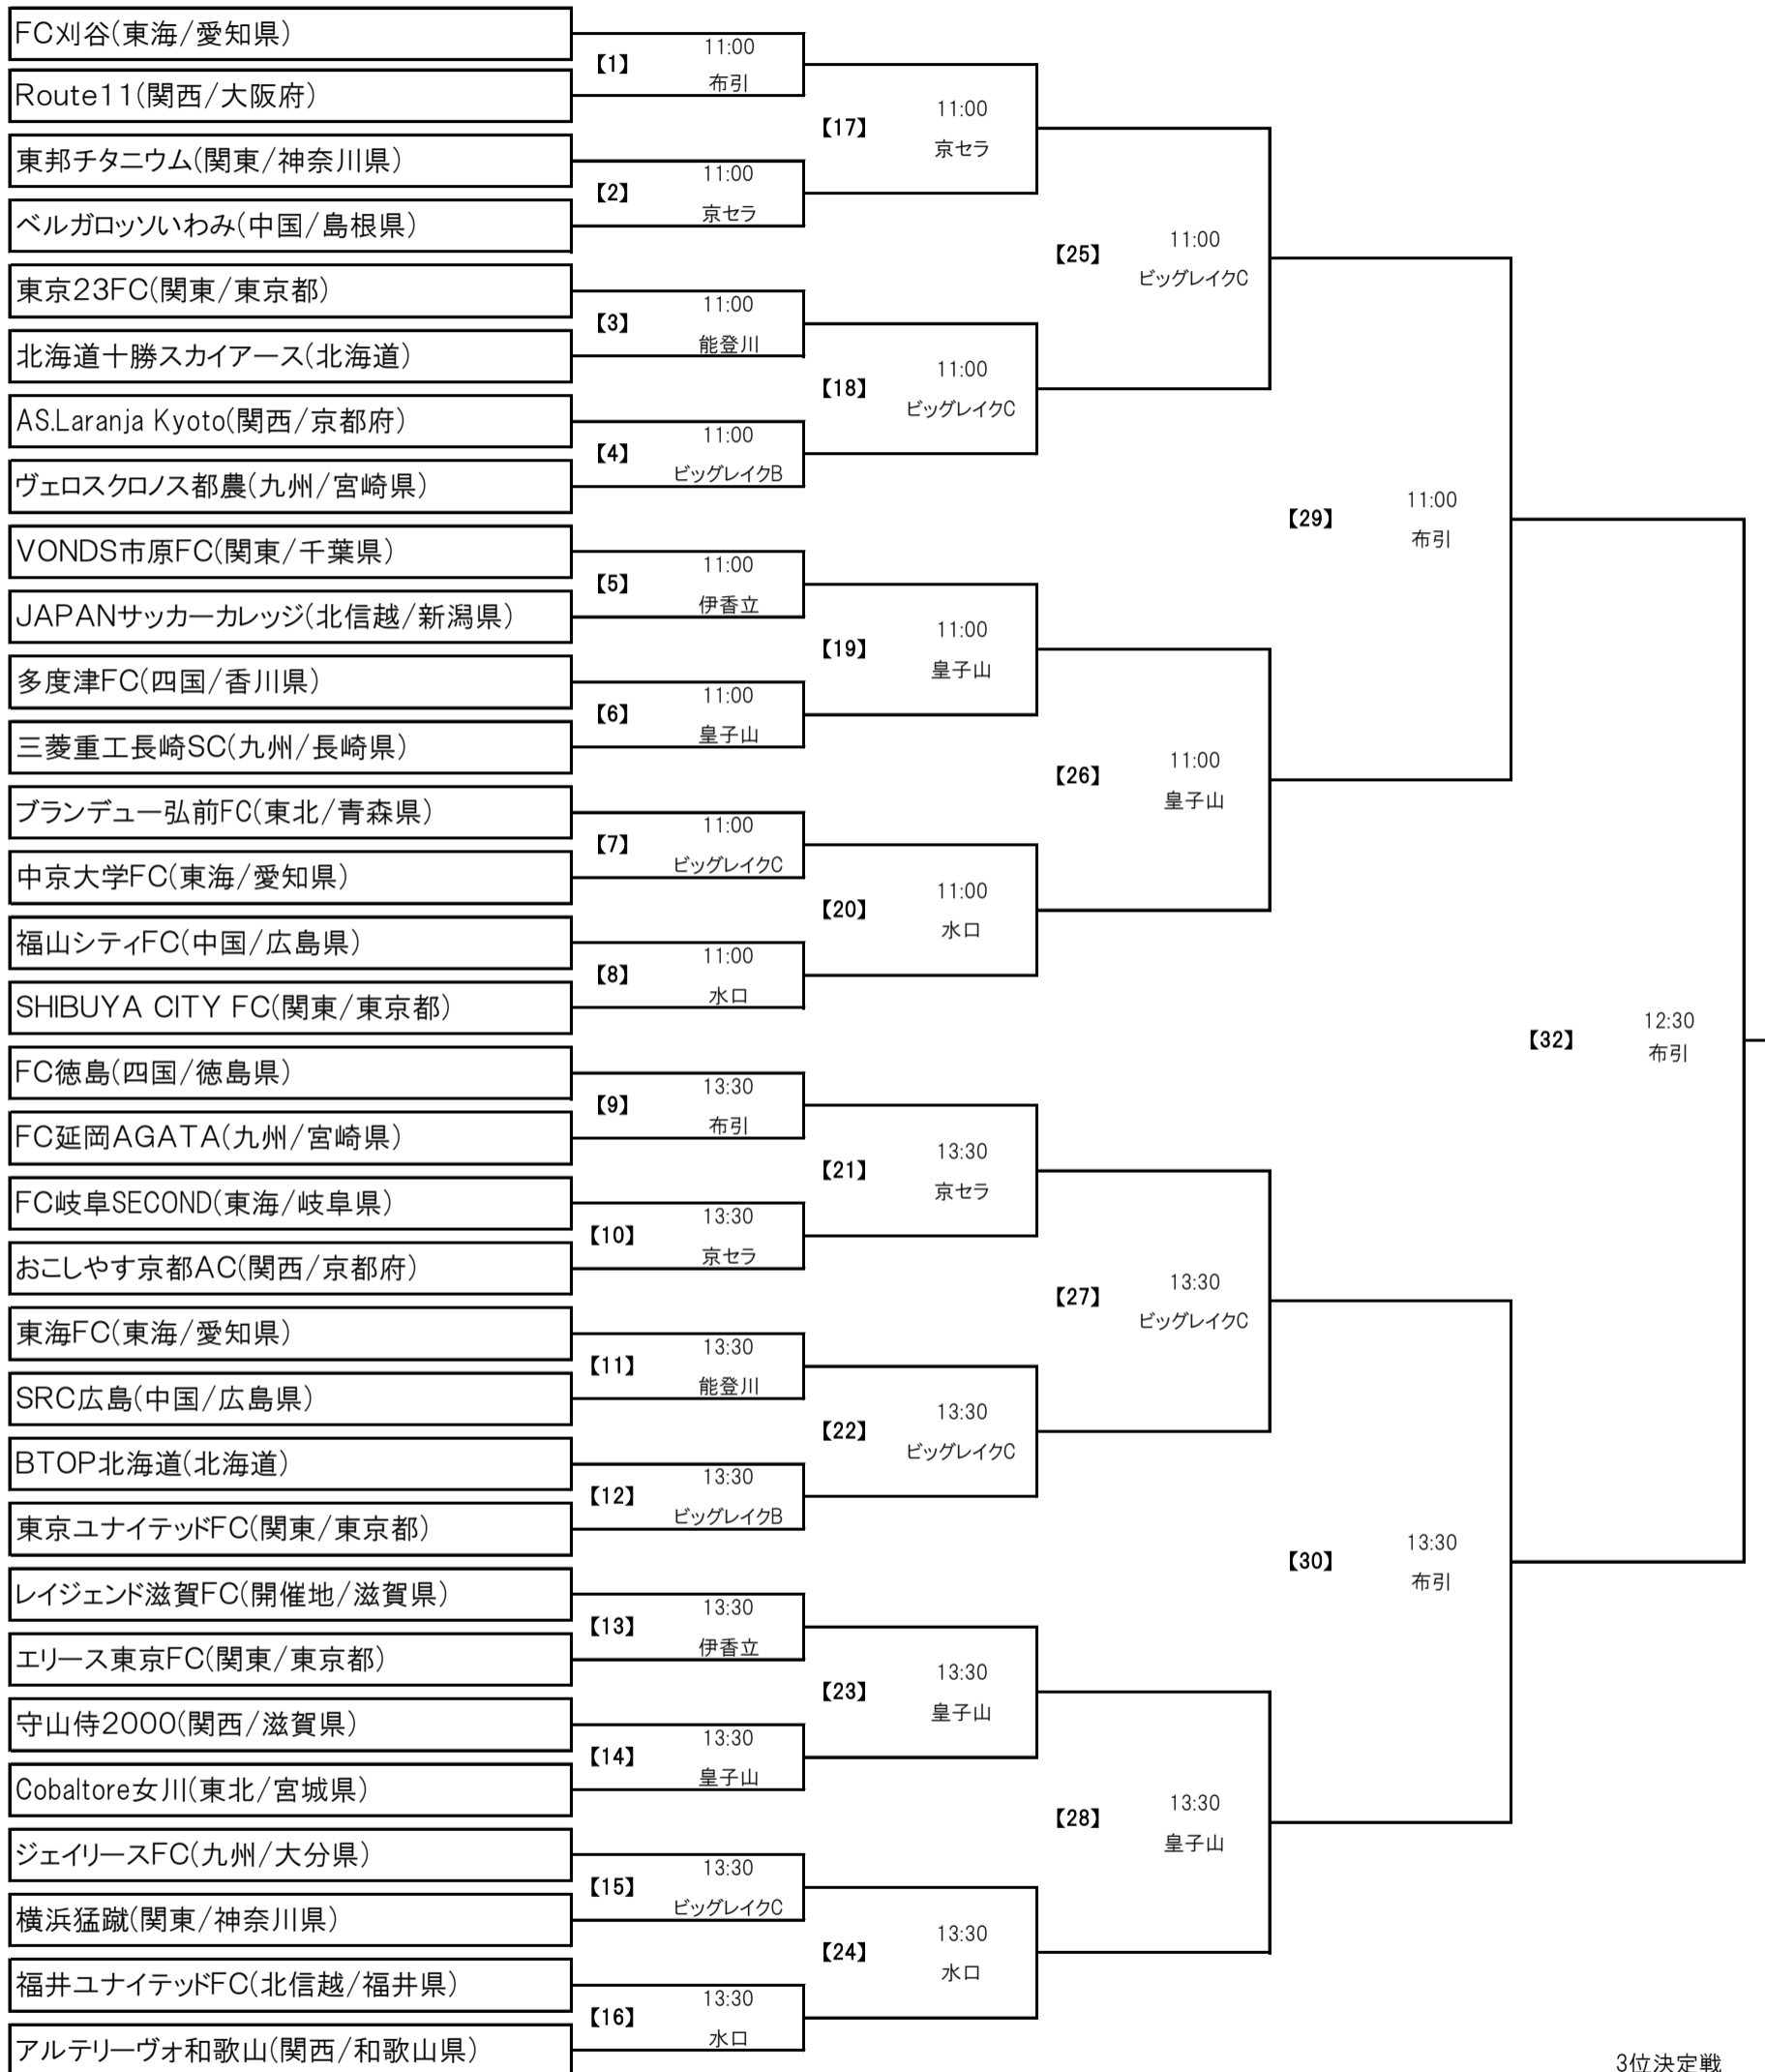 FC刈谷(東海/愛知県)
Route11(関西/大阪府)
【1】 11:00 布引
東邦チタニウム(関東/神奈川県)
ベルガロッソいわみ(中国/島根県)
【2】 11:00 京セラ
【17】 11:00 京セラ
東京23FC(関東/東京都)
北海道十勝スカイアース(北海道)
【3】 11:00 能登川
AS.Laranja Kyoto(関西/京都府)
ヴェロスクロノス都農(九州/宮崎県)
【4】 11:00 ビッグレイクB
【18】 11:00 ビッグレイクC
【25】 11:00 ビッグレイクC
VONDS市原FC(関東/千葉県)
JAPANサッカーカレッジ(北信越/新潟県)
【5】 11:00 伊香立
多度津FC(四国/香川県)
三菱重工長崎SC(九州/長崎県)
【6】 11:00 皇子山
【19】 11:00 皇子山
ブランデュー弘前FC(東北/青森県)
中京大学FC(東海/愛知県)
【7】 11:00 ビッグレイクC
福山シティFC(中国/広島県)
SHIBUYA CITY FC(関東/東京都)
【8】 11:00 水口
【20】 11:00 水口
【26】 11:00 皇子山
【29】 11:00 布引
FC徳島(四国/徳島県)
FC延岡AGATA(九州/宮崎県)
【9】 13:30 布引
FC岐阜SECOND(東海/岐阜県)
おこしやす京都AC(関西/京都府)
【10】 13:30 京セラ
【21】 13:30 京セラ
東海FC(東海/愛知県)
SRC広島(中国/広島県)
【11】 13:30 能登川
BTOP北海道(北海道)
東京ユナイテッドFC(関東/東京都)
【12】 13:30 ビッグレイクB
【22】 13:30 ビッグレイクC
【27】 13:30 ビッグレイクC
レイジェンド滋賀FC(開催地/滋賀県)
エリース東京FC(関東/東京都)
【13】 13:30 伊香立
守山侍2000(関西/滋賀県)
Cobaltore女川(東北/宮城県)
【14】 13:30 皇子山
【23】 13:30 皇子山
ジェイリースFC(九州/大分県)
横浜猛蹴(関東/神奈川県)
【15】 13:30 ビッグレイクC
福井ユナイテッドFC(北信越/福井県)
アルテリーヴォ和歌山(関西/和歌山県)
【16】 13:30 水口
【24】 13:30 水口
【28】 13:30 皇子山
【30】 13:30 布引
【32】 12:30 布引
3位決定戦